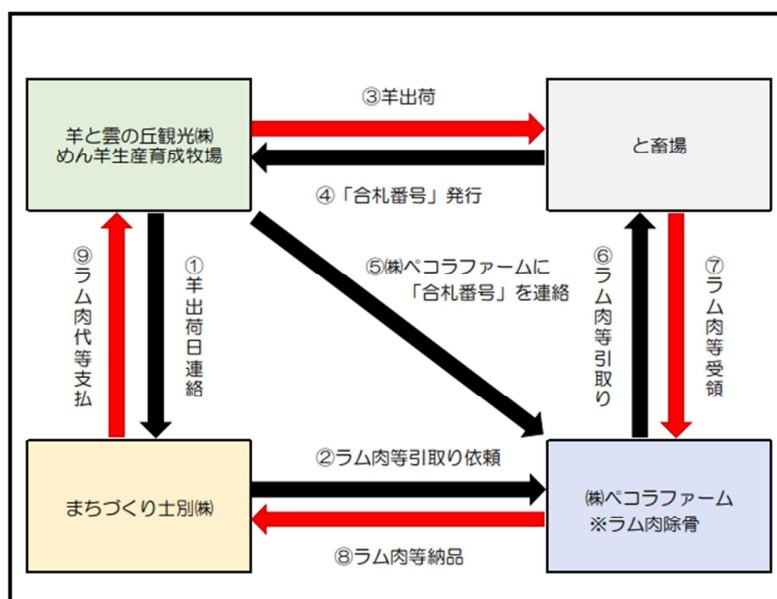 ③羊出荷
羊と雲の丘観光㈱
めん羊生産育成牧場
と畜場
④「合札番号」発行
⑨ラム肉代等支払
①羊出荷日連絡
⑤㈱ペコラファームに
「合札番号」を連絡
⑥ラム肉等引取り
⑦ラム肉等受領
②ラム肉等引取り依頼
まちづくり士別㈱
㈱ペコラファーム
※ラム肉除骨
⑧ラム肉等納品